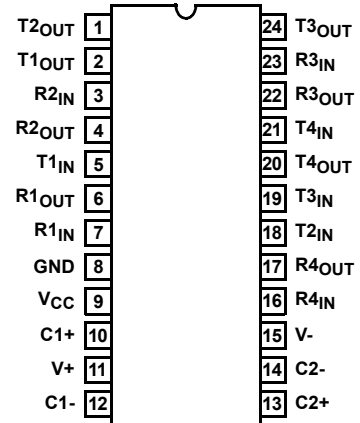 T2OUT 1 24 T3OUT
T1OUT 2 23 R3IN
R2IN 3 22 R3OUT
R2OUT 4 21 T4IN
T1IN 5 20 T4OUT
R1OUT 6 19 T3IN
R1IN 7 18 T2IN
GND 8 17 R4OUT
VCC 9 16 R4IN
C1+ 10 15 V-
V+ 11 14 C2-
C1- 12 13 C2+